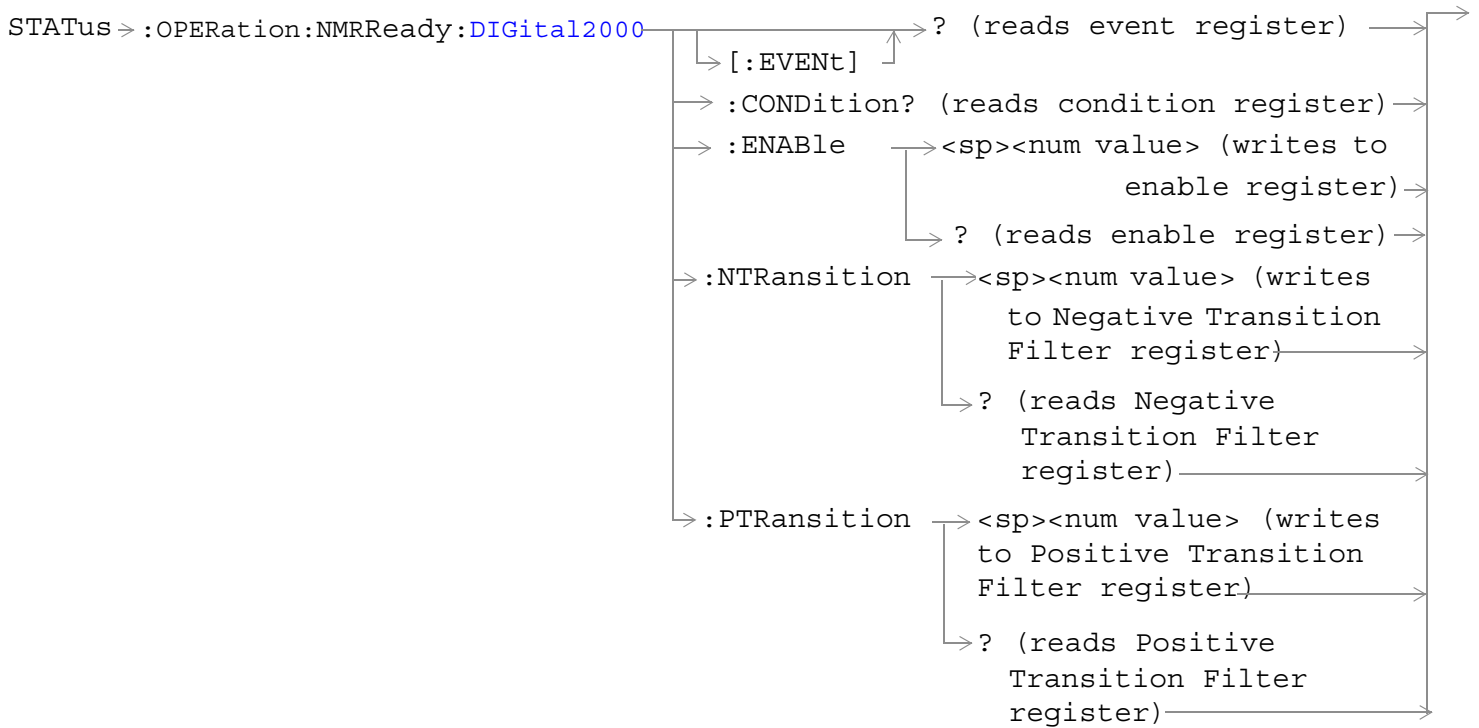 STATus :OPERation:NMRReady:DIGital2000 ? (reads event register)
[:EVENt]
:CONDition? (reads condition register)
:ENABle <sp><num value> (writes to
enable register)
? (reads enable register)
:NTRansition <sp><num value> (writes
to Negative Transition
Filter register)
? (reads Negative
Transition Filter
register)
:PTRansition <sp><num value> (writes
to Positive Transition
Filter register)
? (reads Positive
Transition Filter
register)